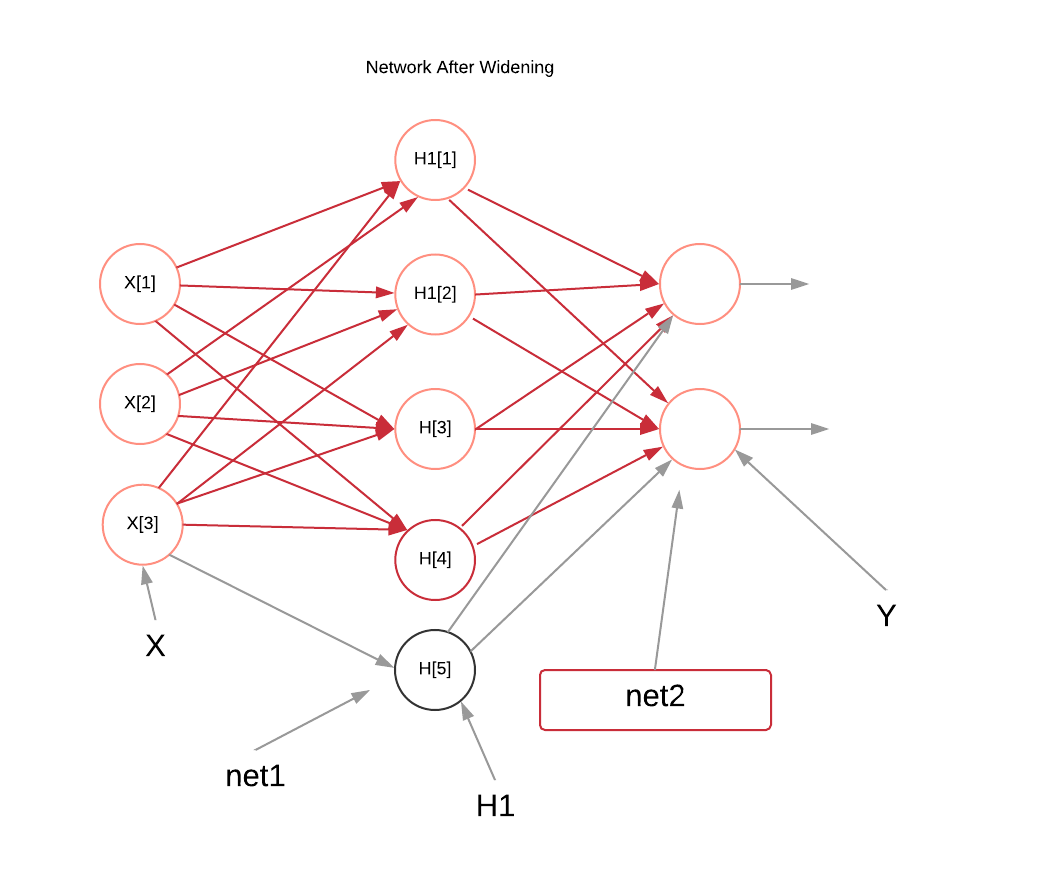 Network After Widening
H1[1]
X[1]
H1[2]
X[2]
H[3]
X[3]
H[4]
X
Y
H[5]
net2
net1
H1